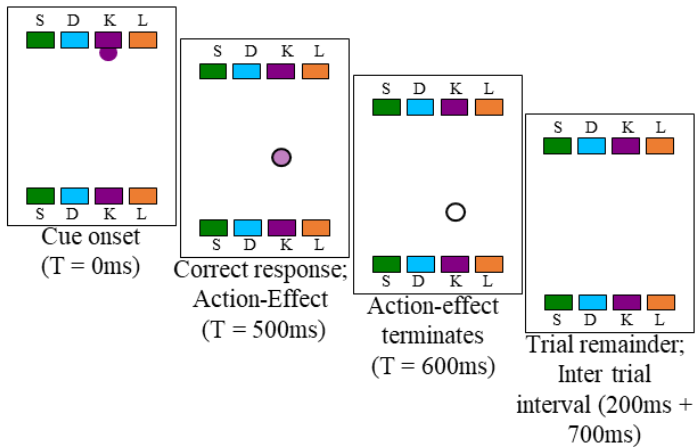 S D K L
S D K L
Cue onset
(T = 0ms)
S D K L
S D K L
Correct response;
Action-Effect
(T = 500ms)
S D K L
S D K L
Action-effect
terminates
(T = 600ms)
S D K L
S D K L
Trial remainder;
Inter trial
interval (200ms +
700ms)